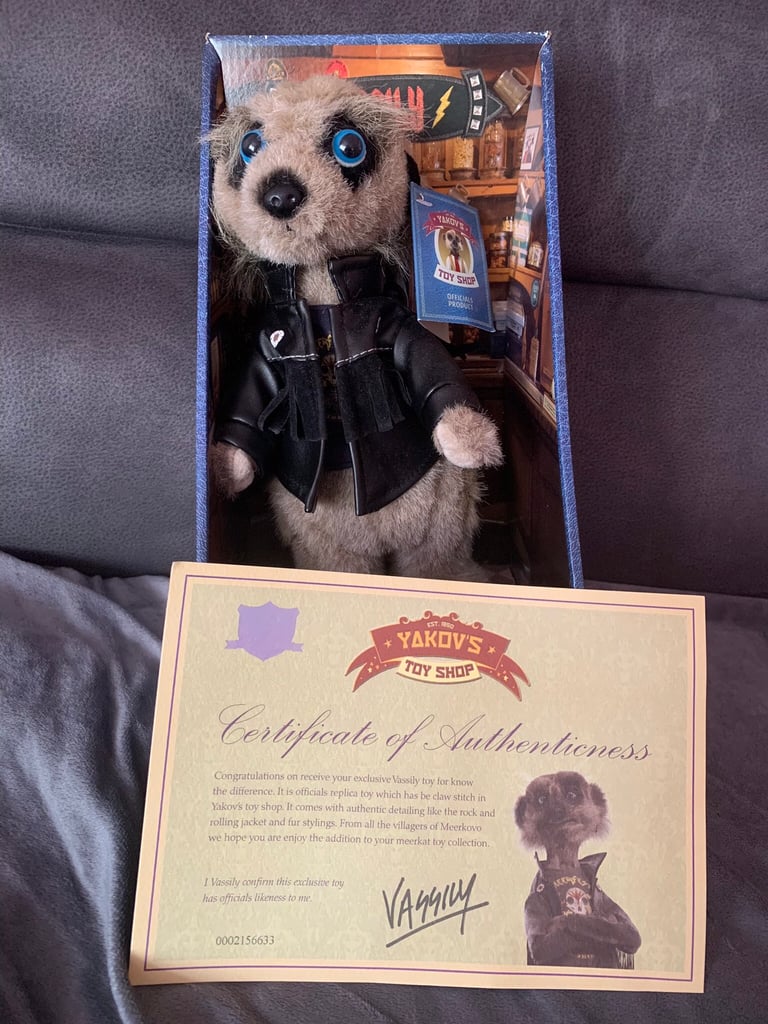 YAKOV'S
TOY SHOP
OFFICIALS
PRODUCT
EST. 1850
YAKOV'S
TOY SHOP
Certificate of Authenticness
Congratulations on receive your exclusive Vassily toy for know
the difference. It is officials replica toy which has be claw stitch in
Yakov's toy shop. It comes with authentic detailing like the rock and
rolling jacket and fur stylings. From all the villagers of Meerkovo
we hope you are enjoy the addition to your meerkat toy collection.
I Vassily confirm this exclusive toy
has officials likeness to me.
VASSILY
0002156633